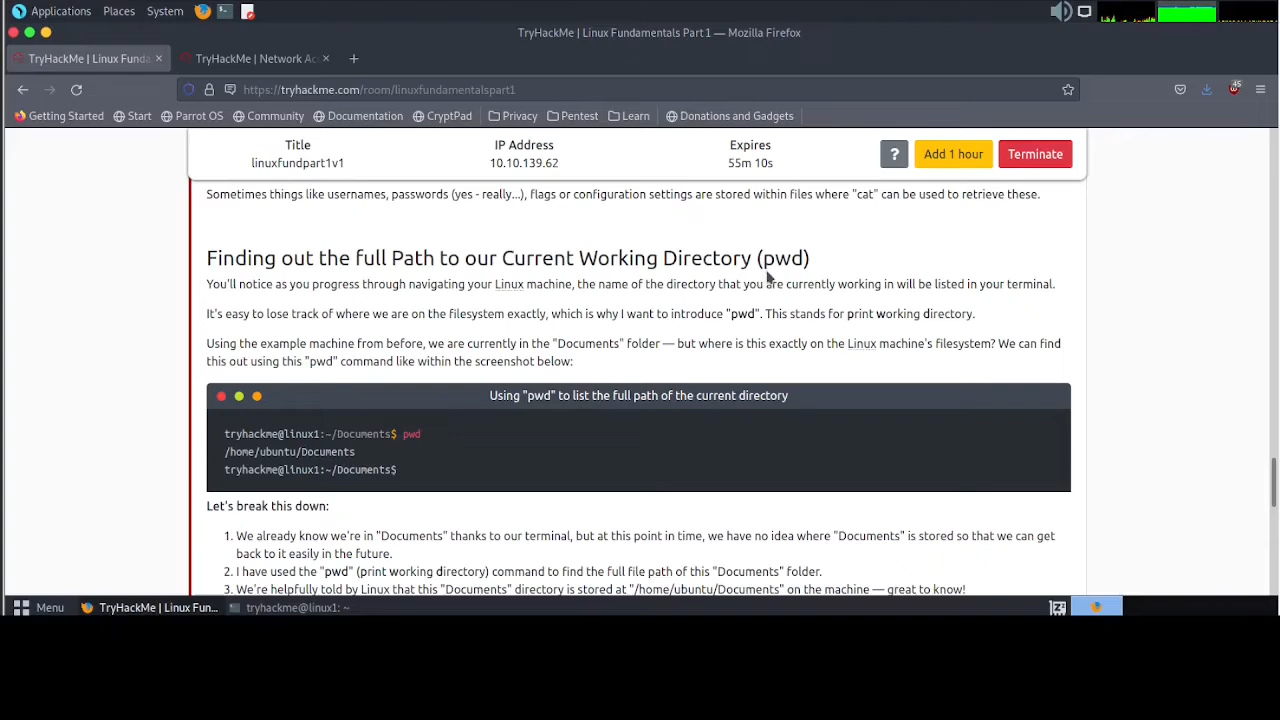 Applications Places System
TryHackMe | Linux Fundamentals Part 1 — Mozilla Firefox
TryHackMe | Linux Funda × TryHackMe | Network Ac × +
https://tryhackme.com/room/linuxfundamentalspart1
45
Getting Started Start Parrot OS Community Documentation CryptPad Privacy Pentest Learn Donations and Gadgets
Title IP Address Expires
linuxfundpart1v1 10.10.139.62 55m 10s
? Add 1 hour Terminate
Sometimes things like usernames, passwords (yes - really...), flags or configuration settings are stored within files where "cat" can be used to retrieve these.
Finding out the full Path to our Current Working Directory (pwd)
You'll notice as you progress through navigating your Linux machine, the name of the directory that you are currently working in will be listed in your terminal.
It's easy to lose track of where we are on the filesystem exactly, which is why I want to introduce "pwd". This stands for print working directory.
Using the example machine from before, we are currently in the "Documents" folder — but where is this exactly on the Linux machine's filesystem? We can find
this out using this "pwd" command like within the screenshot below:
Using "pwd" to list the full path of the current directory
tryhackme@linux1:~/Documents$ pwd
/home/ubuntu/Documents
tryhackme@linux1:~/Documents$
Let's break this down:
1. We already know we're in "Documents" thanks to our terminal, but at this point in time, we have no idea where "Documents" is stored so that we can get
back to it easily in the future.
2. I have used the "pwd" (print working directory) command to find the full file path of this "Documents" folder.
3. We're helpfully told by Linux that this "Documents" directory is stored at "/home/ubuntu/Documents" on the machine — great to know!
Menu TryHackMe | Linux Fun... tryhackme@linux1: ~